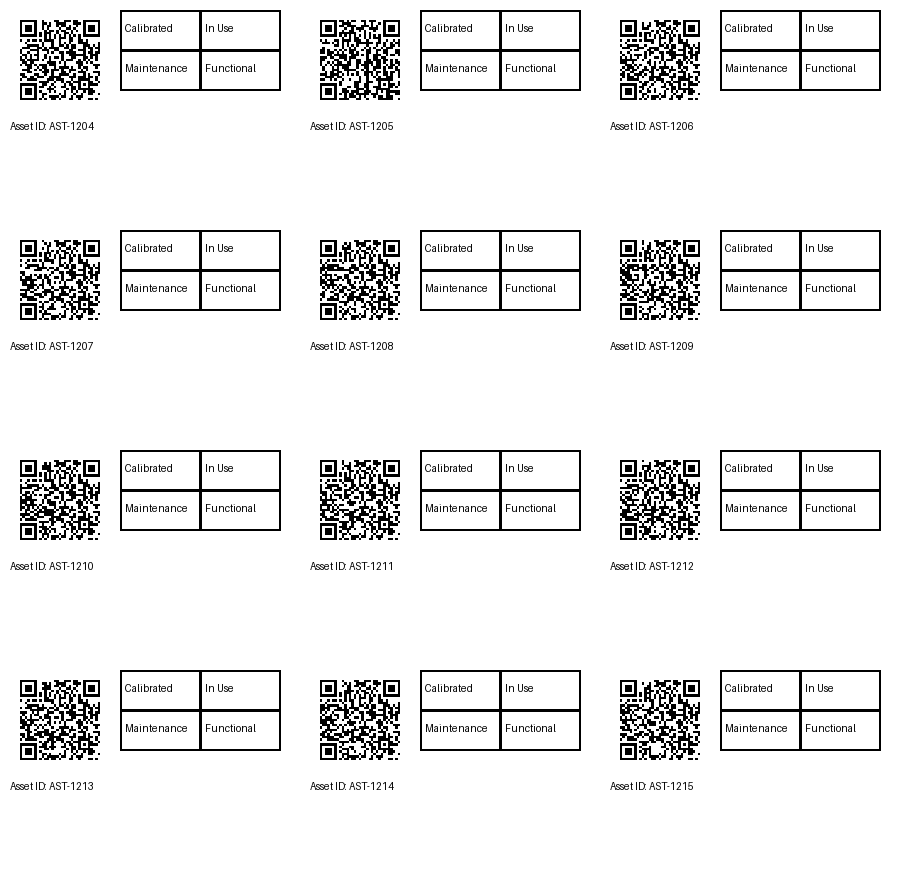 Calibrated In Use Calibrated In Use Calibrated In Use
Maintenance Functional Maintenance Functional Maintenance Functional
Asset ID: AST-1204 Asset ID: AST-1205 Asset ID: AST-1206
Calibrated In Use Calibrated In Use Calibrated In Use
Maintenance Functional Maintenance Functional Maintenance Functional
Asset ID: AST-1207 Asset ID: AST-1208 Asset ID: AST-1209
Calibrated In Use Calibrated In Use Calibrated In Use
Maintenance Functional Maintenance Functional Maintenance Functional
Asset ID: AST-1210 Asset ID: AST-1211 Asset ID: AST-1212
Calibrated In Use Calibrated In Use Calibrated In Use
Maintenance Functional Maintenance Functional Maintenance Functional
Asset ID: AST-1213 Asset ID: AST-1214 Asset ID: AST-1215